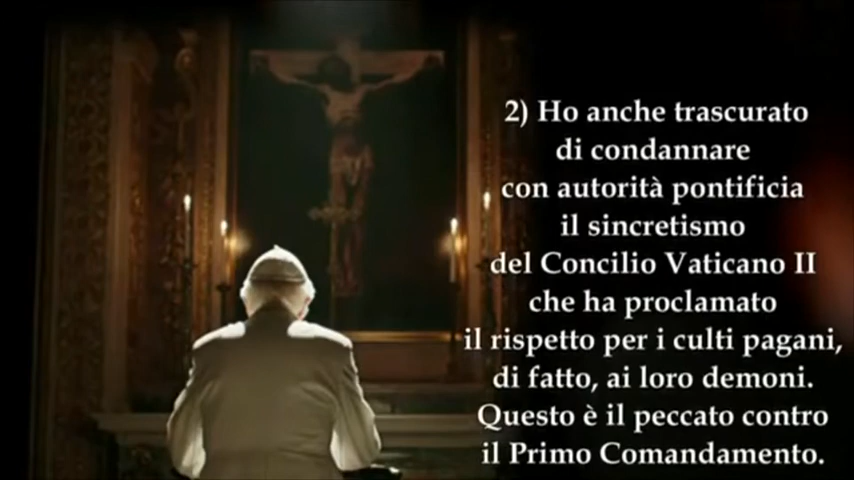 2) Ho anche trascurato
di condannare
con autorità pontificia
il sincretismo
del Concilio Vaticano II
che ha proclamato
il rispetto per i culti pagani,
di fatto, ai loro demoni.
Questo è il peccato contro
il Primo Comandamento.